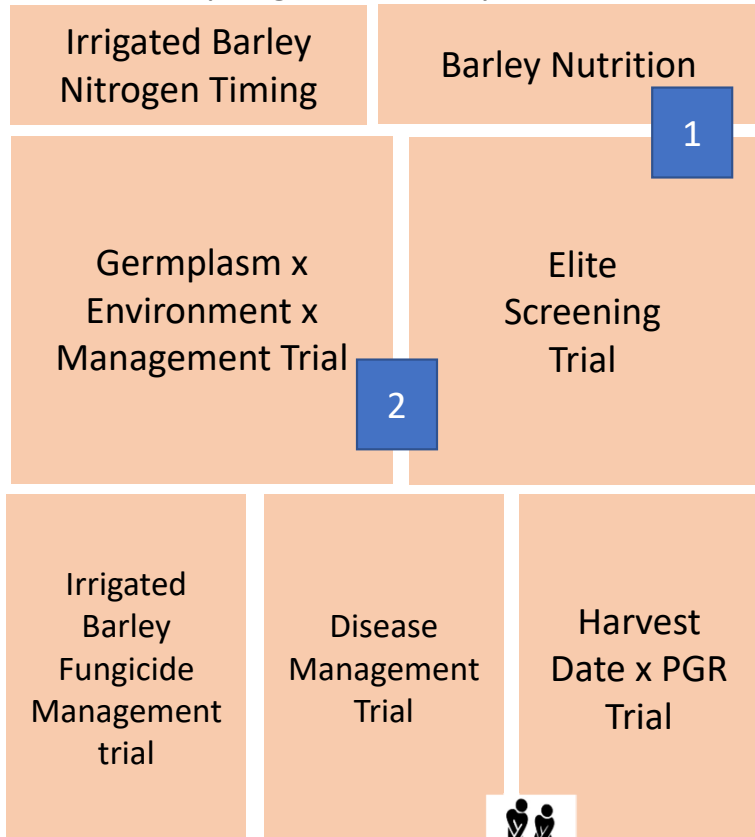 Irrigated Barley
Nitrogen Timing
Barley Nutrition
1
Germplasm x
Environment x
Management Trial
Elite
Screening
Trial
2
Irrigated
Barley
Fungicide
Management
trial
Disease
Management
Trial
Harvest
Date x PGR
Trial